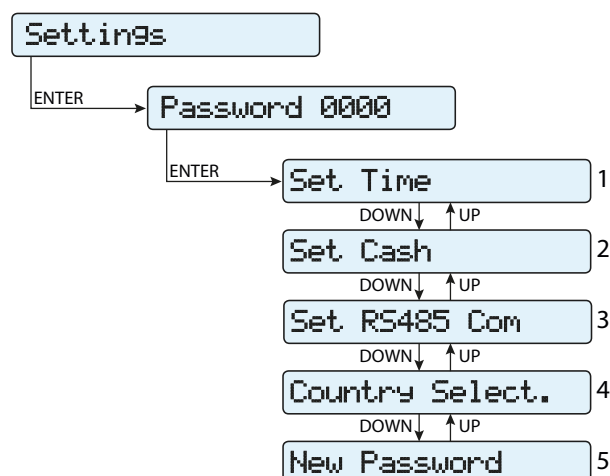 Settings
ENTER
Password 0000
ENTER
Set Time 1
DOWN UP
Set Cash 2
DOWN UP
Set RS485 Com 3
DOWN UP
Country Select. 4
DOWN UP
New Password 5